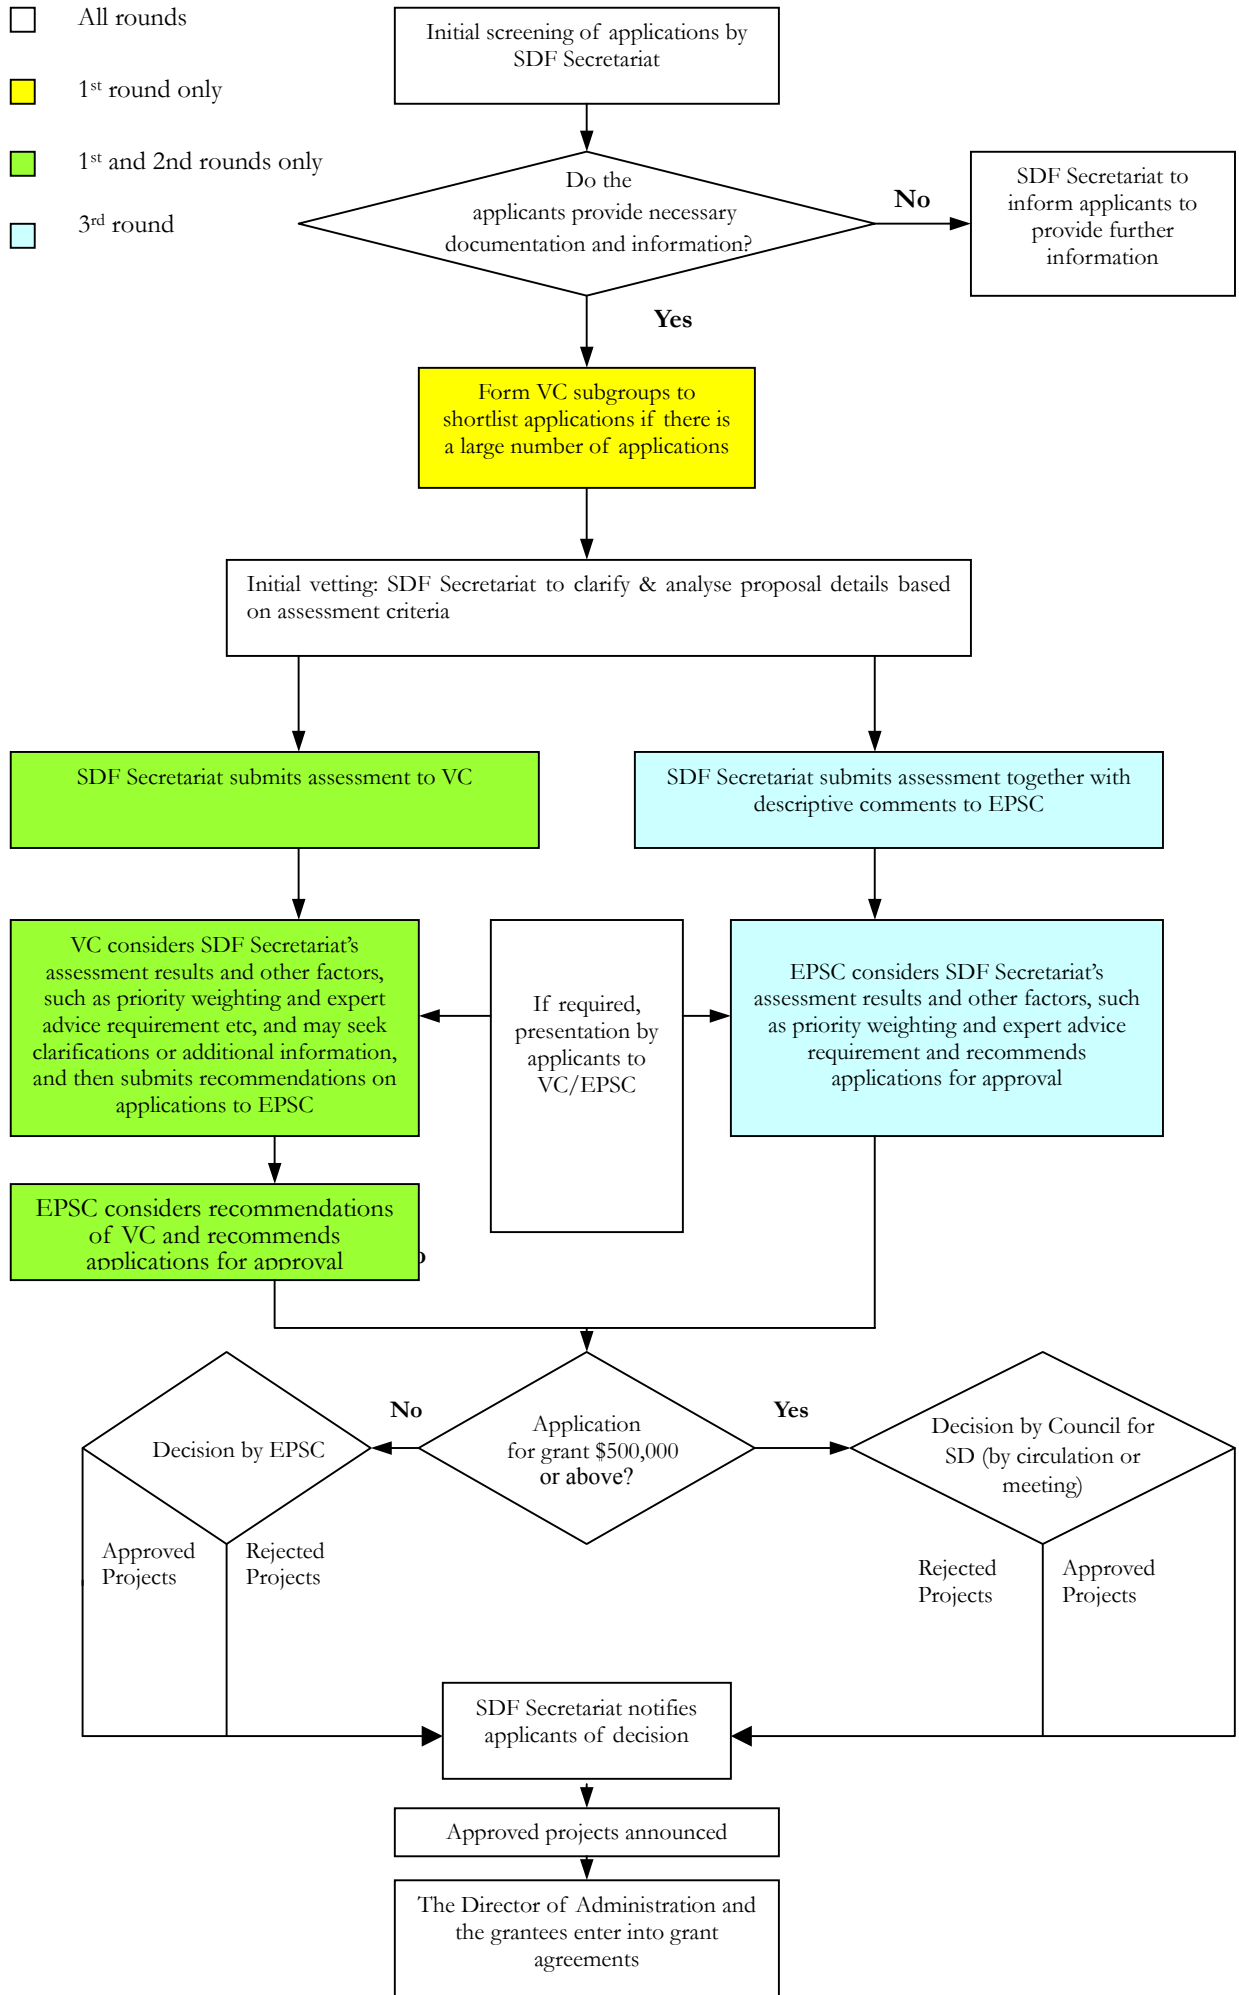 All rounds
1st round only
1st and 2nd rounds only
3rd round
Initial screening of applications by
SDF Secretariat
Do the
applicants provide necessary
documentation and information?
No
SDF Secretariat to
inform applicants to
provide further
information
Yes
Form VC subgroups to
shortlist applications if there is
a large number of applications
Initial vetting: SDF Secretariat to clarify & analyse proposal details based
on assessment criteria
SDF Secretariat submits assessment to VC
SDF Secretariat submits assessment together with
descriptive comments to EPSC
VC considers SDF Secretariat's
assessment results and other factors,
such as priority weighting and expert
advice requirement etc, and may seek
clarifications or additional information,
and then submits recommendations on
applications to EPSC
If required,
presentation by
applicants to
VC/EPSC
EPSC considers SDF Secretariat's
assessment results and other factors, such
as priority weighting and expert advice
requirement and recommends
applications for approval
EPSC considers recommendations
of VC and recommends
applications for approval
No
Application
for grant $500,000
or above?
Yes
Decision by EPSC
Decision by Council for
SD (by circulation or
meeting)
Approved
Projects
Rejected
Projects
Rejected
Projects
Approved
Projects
SDF Secretariat notifies
applicants of decision
Approved projects announced
The Director of Administration and
the grantees enter into grant
agreements